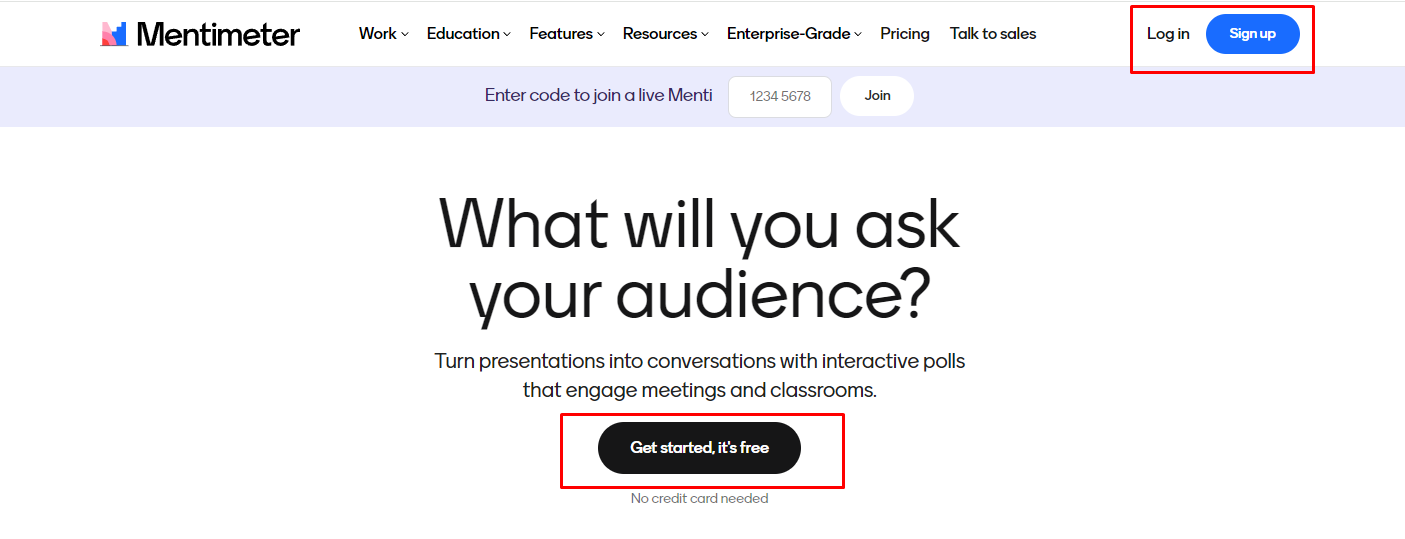 Mentimeter Work Education Features Resources Enterprise-Grade Pricing Talk to sales Log in Sign up
Enter code to join a live Menti 1234 5678 Join
What will you ask
your audience?
Turn presentations into conversations with interactive polls
that engage meetings and classrooms.
Get started, it's free
No credit card needed